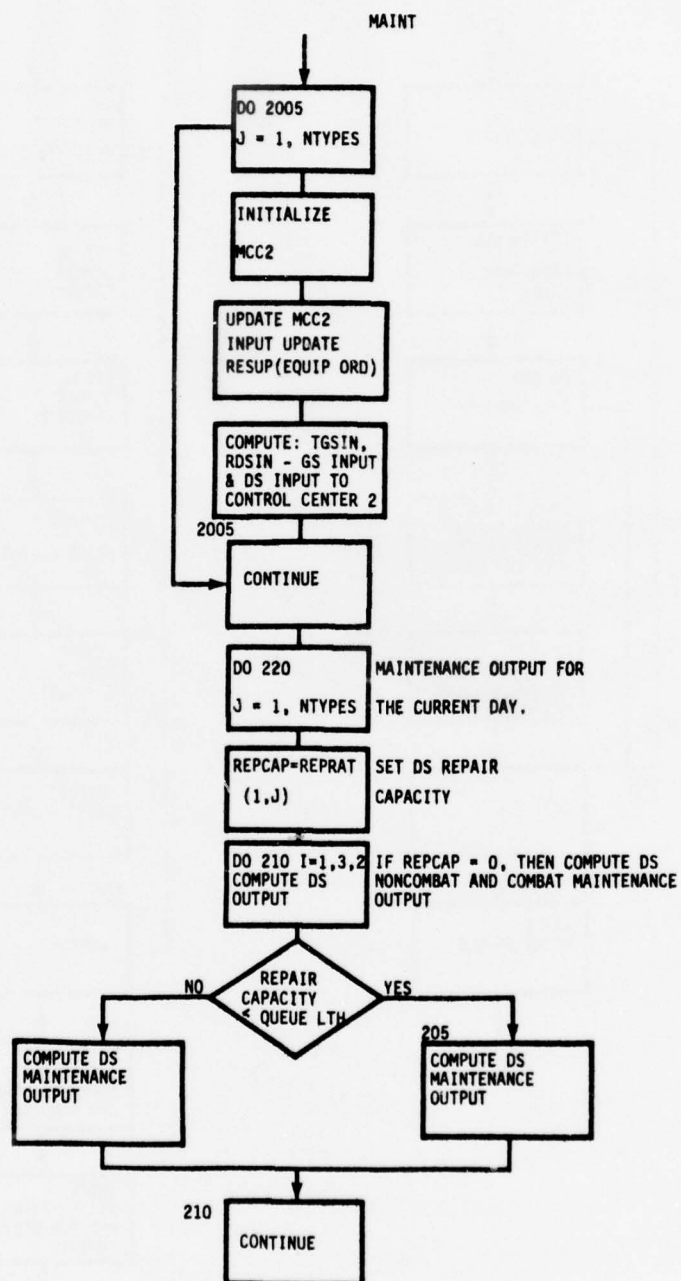 MAINT
DO 2005
J = 1, NTYPES
INITIALIZE
MCC2
UPDATE MCC2
INPUT UPDATE
RESUP(EQUIP ORD)
COMPUTE: TGSIN,
RDSIN - GS INPUT
& DS INPUT TO
CONTROL CENTER 2
2005
CONTINUE
DO 220
J = 1, NTYPES
MAINTENANCE OUTPUT FOR
THE CURRENT DAY.
REPCAP=REPRAT
(1,J)
SET DS REPAIR
CAPACITY
DO 210 I=1,3,2
COMPUTE DS
OUTPUT
IF REPCAP = 0, THEN COMPUTE DS
NONCOMBAT AND COMBAT MAINTENANCE
OUTPUT
REPAIR
CAPACITY
< QUEUE LTH
NO
YES
COMPUTE DS
MAINTENANCE
OUTPUT
205
COMPUTE DS
MAINTENANCE
OUTPUT
210
CONTINUE